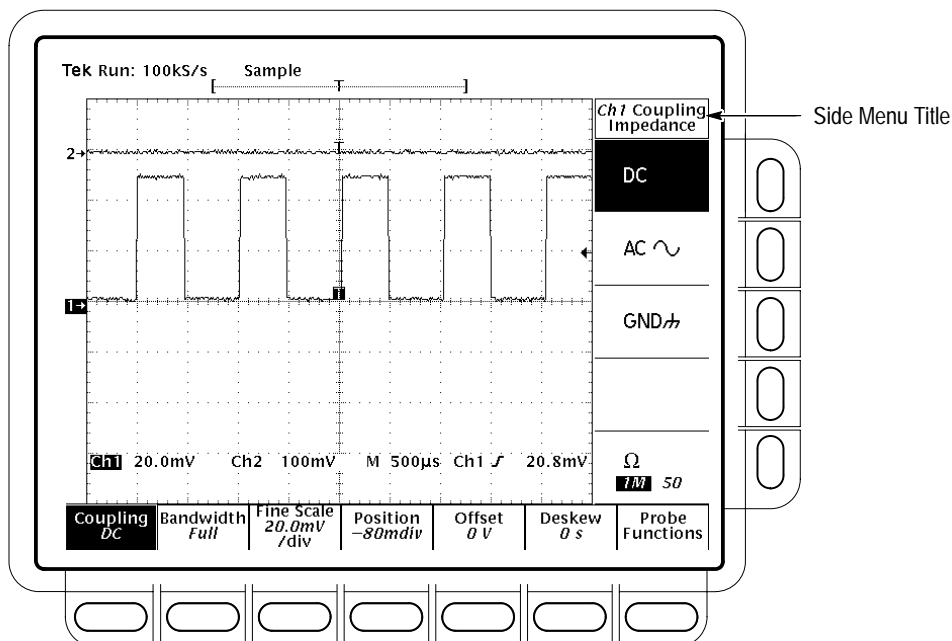 Tek Run: 100kS/s Sample
[ T ]
Ch1 Coupling
Impedance
Side Menu Title
2→
T
DC
AC
1→
T
GND
Ch1 20.0mV Ch2 100mV M 500µs Ch1 20.8mV
Ω
1M 50
Coupling
DC
Bandwidth
Full
Fine Scale
20.0mV
/div
Position
−80mdiv
Offset
0 V
Deskew
0 s
Probe
Functions